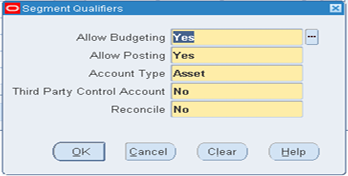 Segment Qualifiers
Allow Budgeting Yes
Allow Posting Yes
Account Type Asset
Third Party Control Account No
Reconcile No
OK Cancel Clear Help